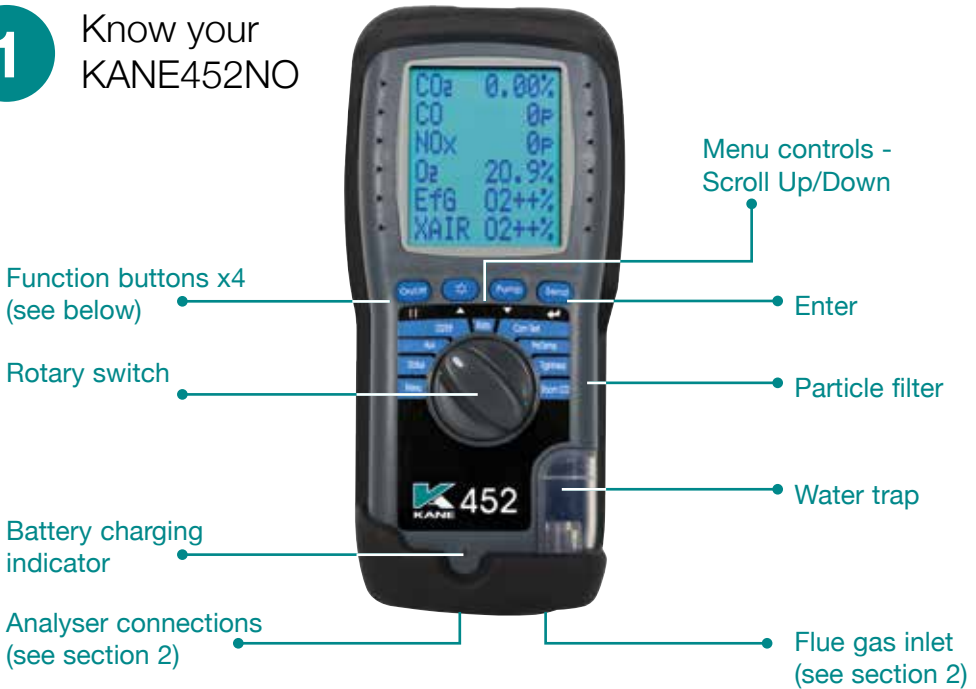 1
Know your
KANE452NO
CO2 0.00%
CO 0P
NOx 0P
O2 20.9%
EfG O2++%
XAIR O2++%
Menu controls -
Scroll Up/Down
Function buttons x4
(see below)
On/Off Pump Send
Enter
Rotary switch
Particle filter
KANE 452
Water trap
Battery charging
indicator
Analyser connections
(see section 2)
Flue gas inlet
(see section 2)